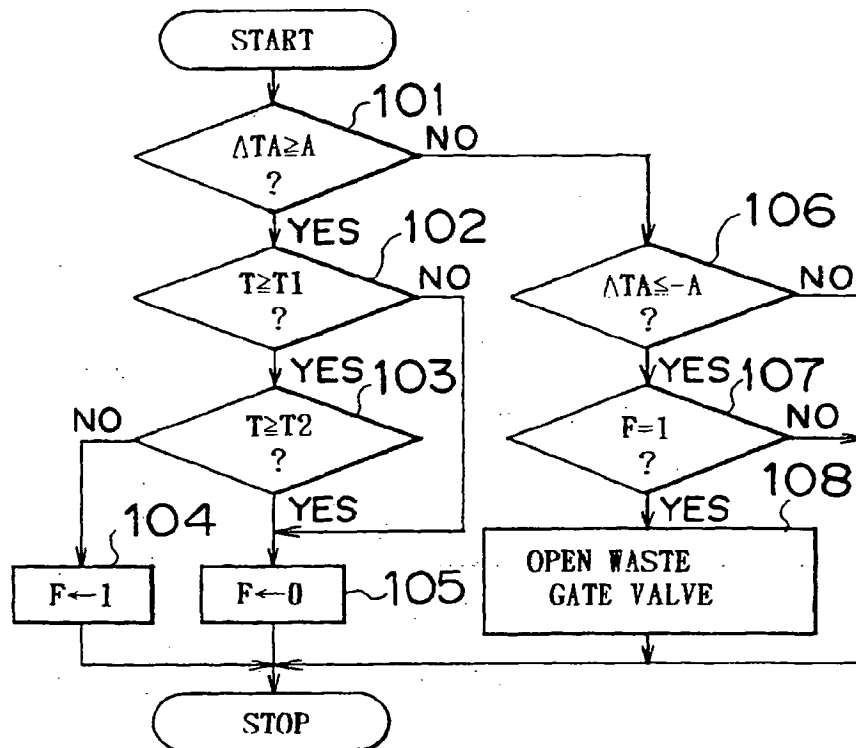 START
101
ΔTA≧A
?
NO
YES
102
T≧T1
?
NO
YES
103
T≧T2
?
NO
YES
104
F←1
F←0
105
106
ΔTA≦-A
?
NO
YES
107
F=1
?
NO
YES
108
OPEN WASTE
GATE VALVE
STOP